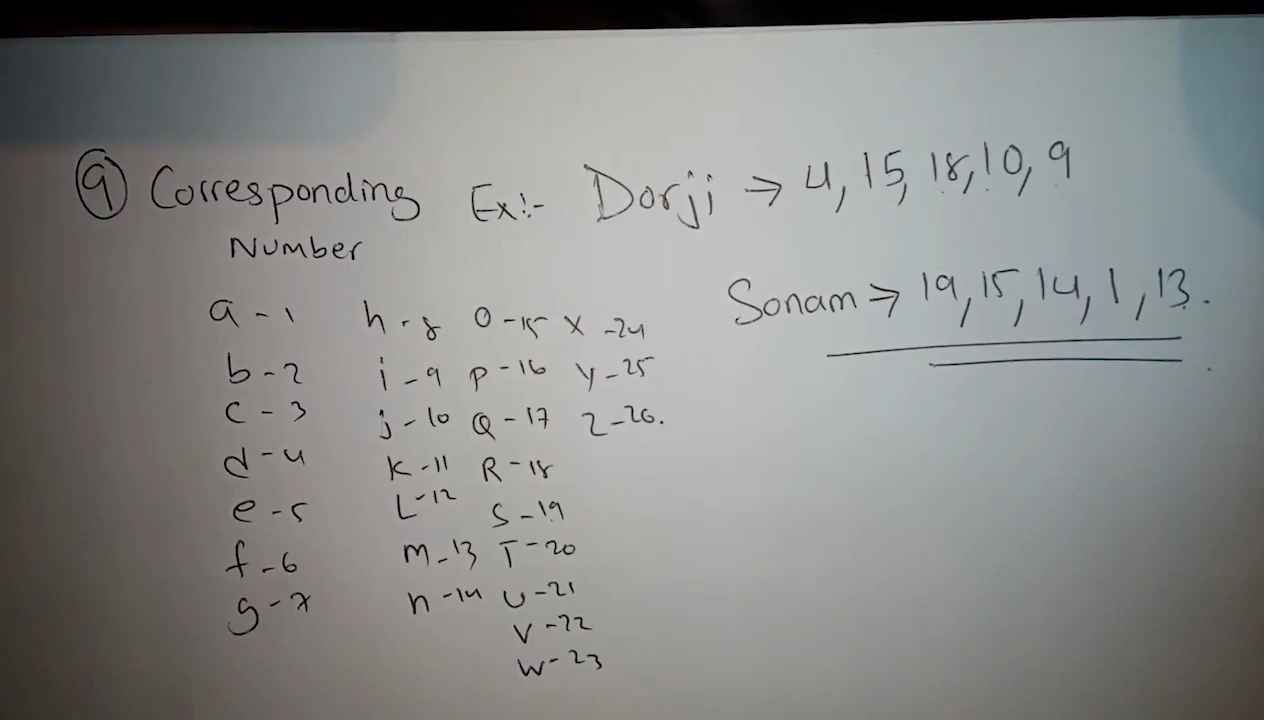 9 Corresponding Ex:- Dorji → 4, 15, 18, 10, 9
Number
Sonam → 19, 15, 14, 1, 13.
a - 1 h - 8 O - 15 X - 24
b - 2 i - 9 P - 16 Y - 25
c - 3 j - 10 Q - 17 Z - 26.
d - 4 K - 11 R - 18
e - 5 L - 12 S - 19
f - 6 m - 13 T - 20
g - 7 n - 14 U - 21
V - 22
W - 23